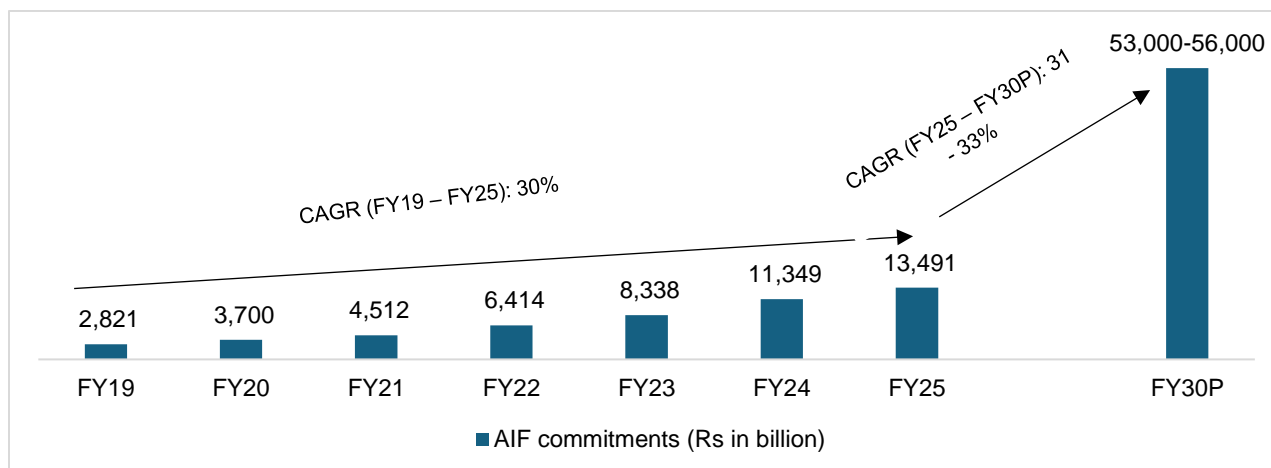 53,000-56,000
CAGR (FY25 – FY30P): 31
- 33%
CAGR (FY19 – FY25): 30%
2,821 3,700 4,512 6,414 8,338 11,349 13,491
FY19 FY20 FY21 FY22 FY23 FY24 FY25 FY30P
AIF commitments (Rs in billion)